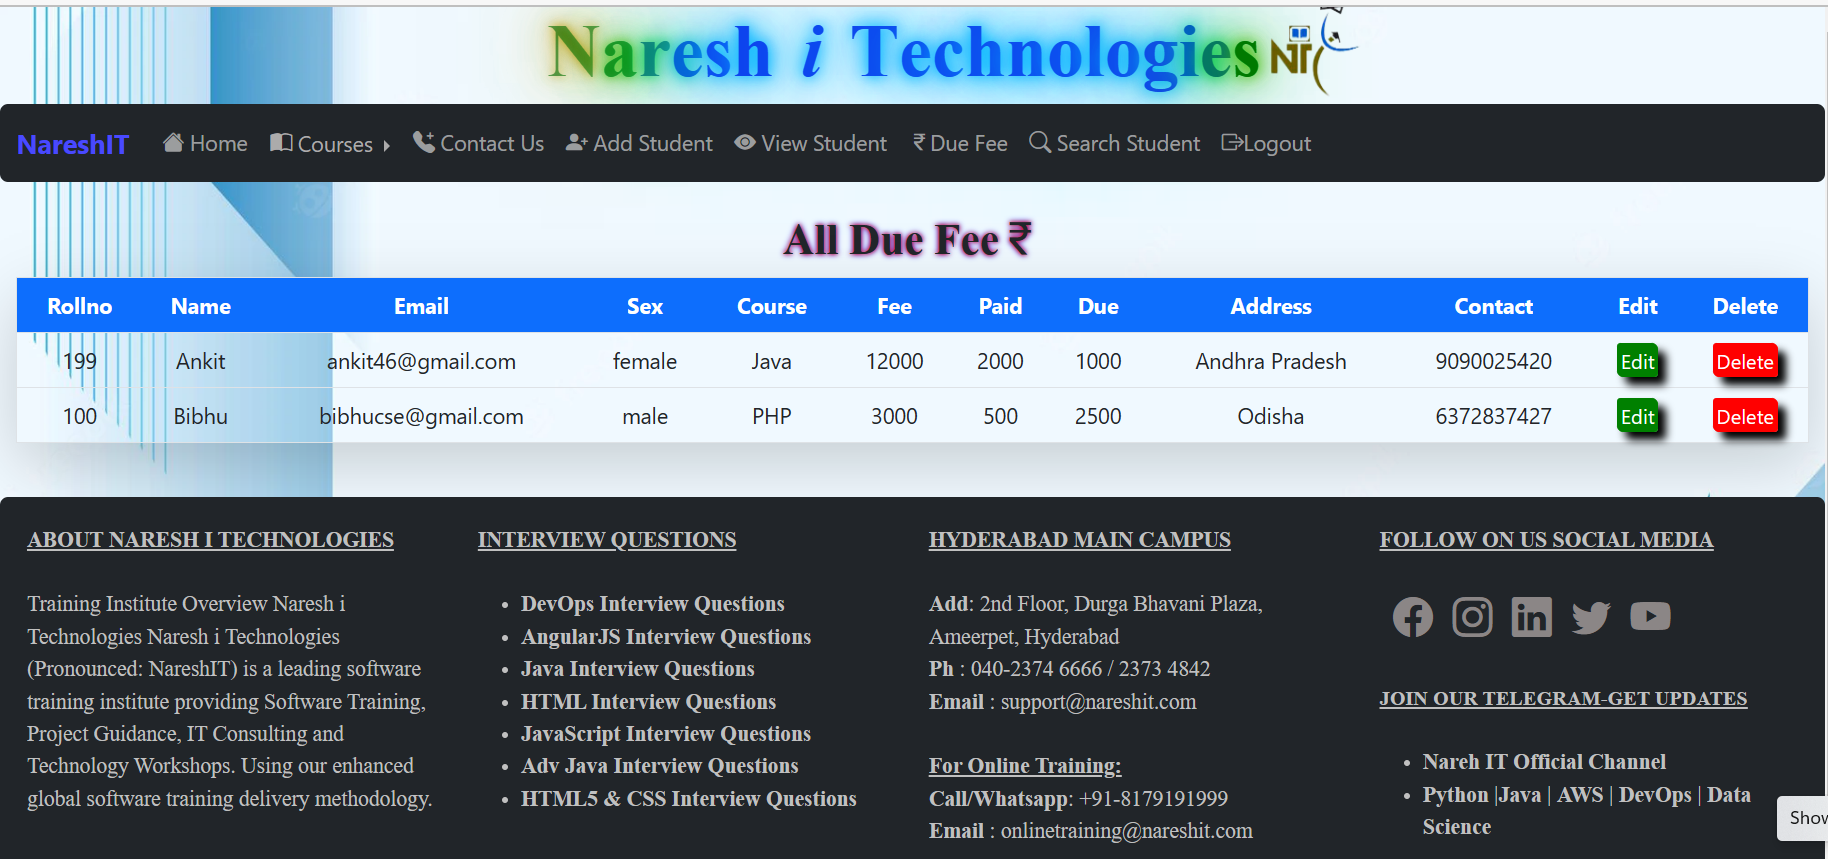 Naresh i Technologies NiT
NareshIT Home Courses Contact Us Add Student View Student ₹ Due Fee Search Student Logout
All Due Fee ₹
Rollno Name Email Sex Course Fee Paid Due Address Contact Edit Delete
199 Ankit ankit46@gmail.com female Java 12000 2000 1000 Andhra Pradesh 9090025420 Edit Delete
100 Bibhu bibhucse@gmail.com male PHP 3000 500 2500 Odisha 6372837427 Edit Delete
ABOUT NARESH I TECHNOLOGIES
Training Institute Overview Naresh i
Technologies Naresh i Technologies
(Pronounced: NareshIT) is a leading software
training institute providing Software Training,
Project Guidance, IT Consulting and
Technology Workshops. Using our enhanced
global software training delivery methodology.
INTERVIEW QUESTIONS
• DevOps Interview Questions
• AngularJS Interview Questions
• Java Interview Questions
• HTML Interview Questions
• JavaScript Interview Questions
• Adv Java Interview Questions
• HTML5 & CSS Interview Questions
HYDERABAD MAIN CAMPUS
Add: 2nd Floor, Durga Bhavani Plaza,
Ameerpet, Hyderabad
Ph : 040-2374 6666 / 2373 4842
Email : support@nareshit.com
For Online Training:
Call/Whatsapp: +91-8179191999
Email : onlinetraining@nareshit.com
FOLLOW ON US SOCIAL MEDIA
JOIN OUR TELEGRAM-GET UPDATES
• Nareh IT Official Channel
• Python |Java | AWS | DevOps | Data
Science
Show